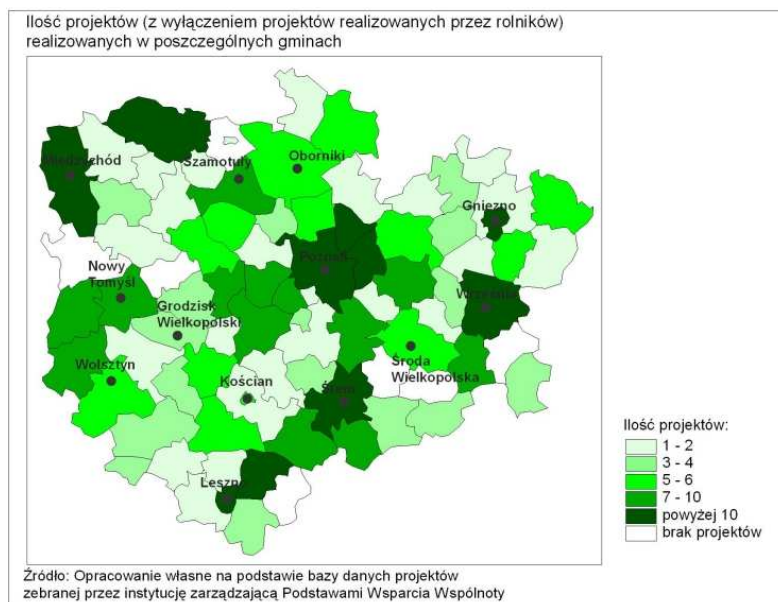 Ilość projektów (z wyłączeniem projektów realizowanych przez rolników)
realizowanych w poszczególnych gminach
Międzychód
Szamotuły
Oborniki
Gniezno
Poznań
Nowy
Tomyśl
Września
Grodzisk
Wielkopolski
Wolsztyn
Środa
Wielkopolska
Kościan
Śrem
Leszno
Ilość projektów:
1 - 2
3 - 4
5 - 6
7 - 10
powyżej 10
brak projektów
Źródło: Opracowanie własne na podstawie bazy danych projektów
zebranej przez instytucję zarządzającą Podstawami Wsparcia Wspólnoty